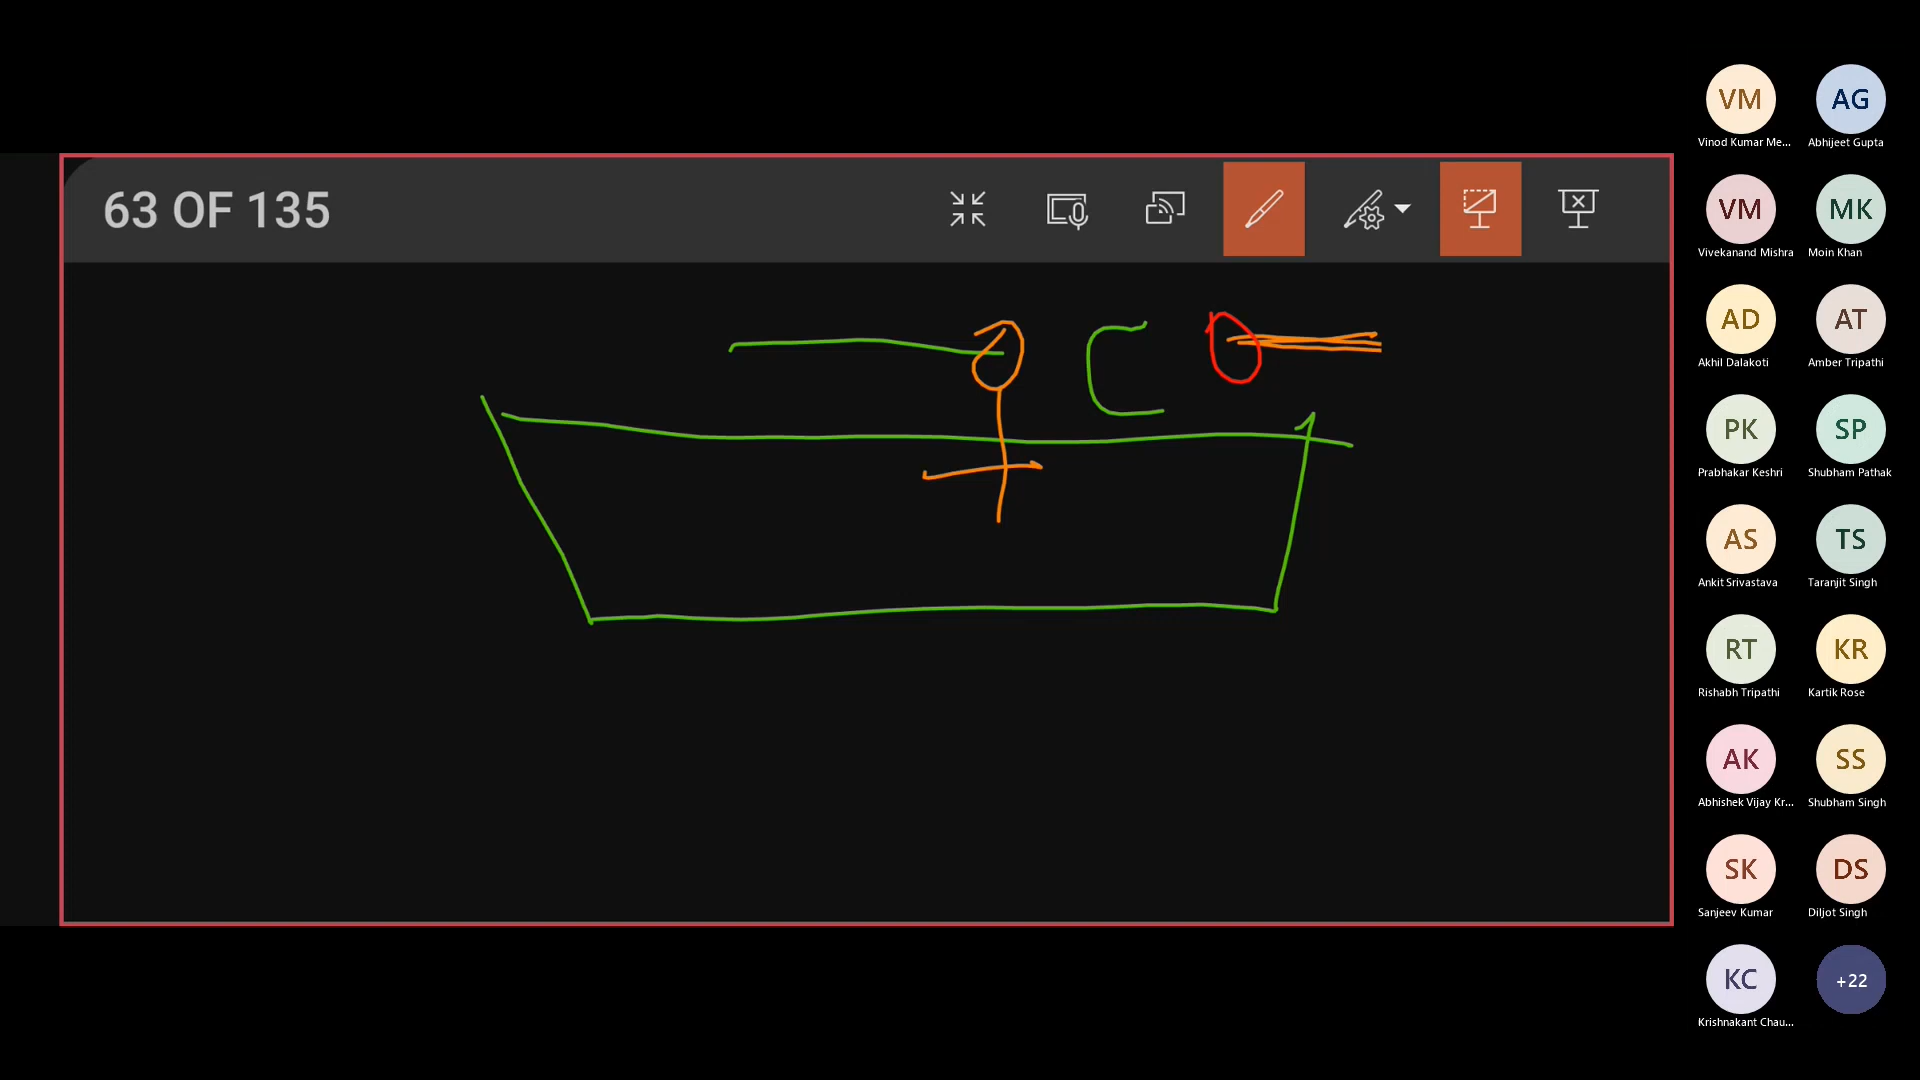 63 OF 135
C
VM AG
Vinod Kumar Me... Abhijeet Gupta
VM MK
Vivekanand Mishra Moin Khan
AD AT
Akhil Dalakoti Amber Tripathi
PK SP
Prabhakar Keshri Shubham Pathak
AS TS
Ankit Srivastava Taranjit Singh
RT KR
Rishabh Tripathi Kartik Rose
AK SS
Abhishek Vijay Kr... Shubham Singh
SK DS
Sanjeev Kumar Diljot Singh
KC +22
Krishnakant Chau...